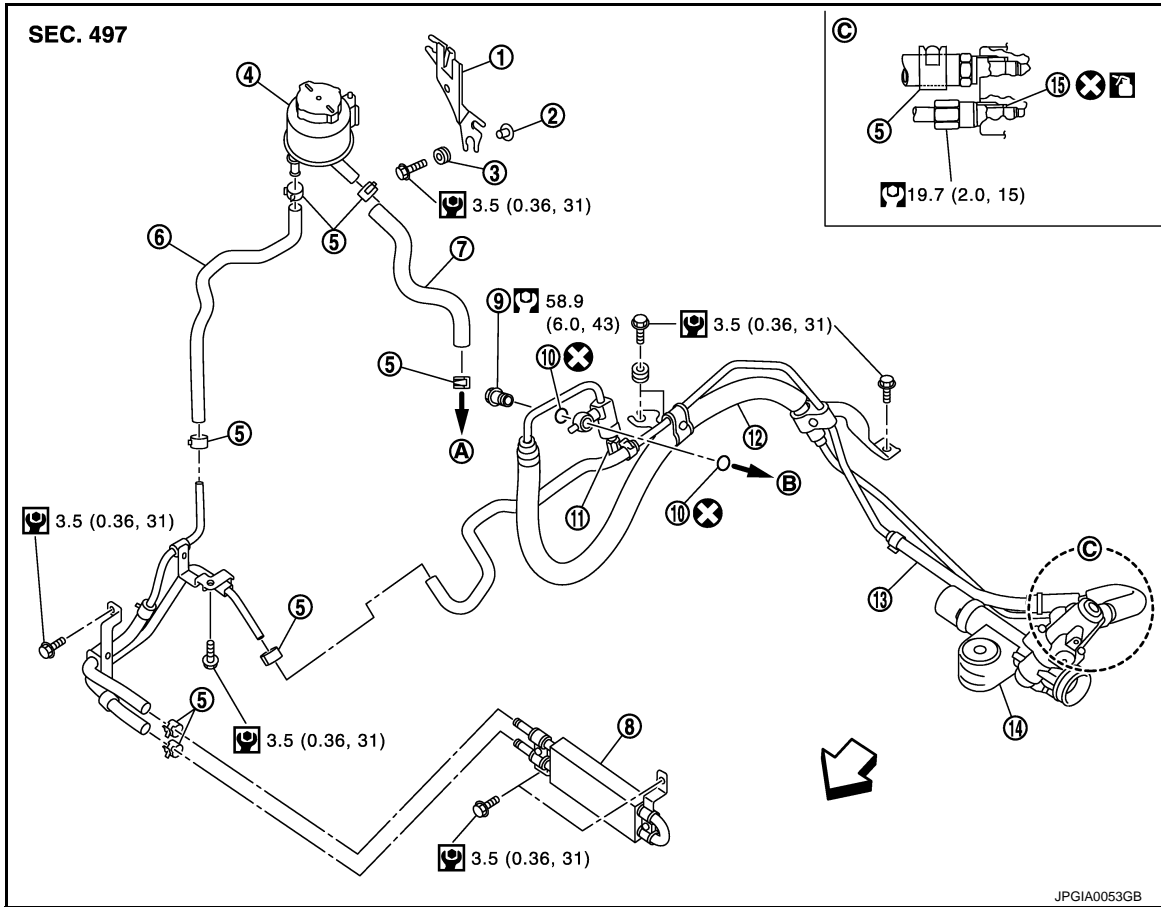 SEC. 497
C
1
4
15
2
5
3
19.7 (2.0, 15)
3.5 (0.36, 31)
6
5
7
9 58.9
(6.0, 43)
3.5 (0.36, 31)
10
5
5
A
12
B
11
10
3.5 (0.36, 31)
C
13
5
14
5
8
3.5 (0.36, 31)
3.5 (0.36, 31)
JPGIA0053GB